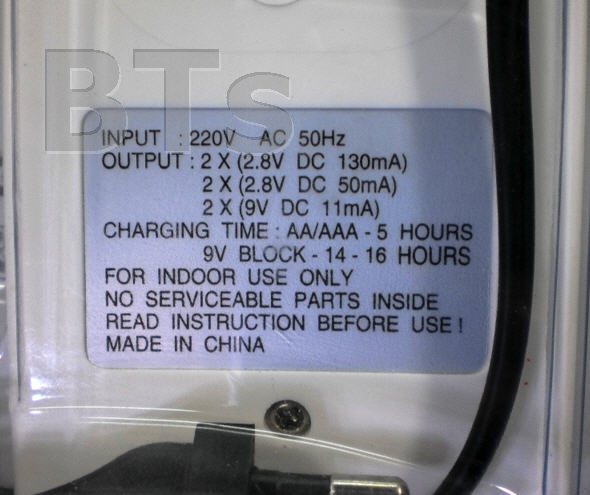 BTs
INPUT : 220V AC 50Hz
OUTPUT : 2 X (2.8V DC 130mA)
2 X (2.8V DC 50mA)
2 X (9V DC 11mA)
CHARGING TIME : AA/AAA - 5 HOURS
9V BLOCK - 14 - 16 HOURS
FOR INDOOR USE ONLY
NO SERVICEABLE PARTS INSIDE
READ INSTRUCTION BEFORE USE !
MADE IN CHINA